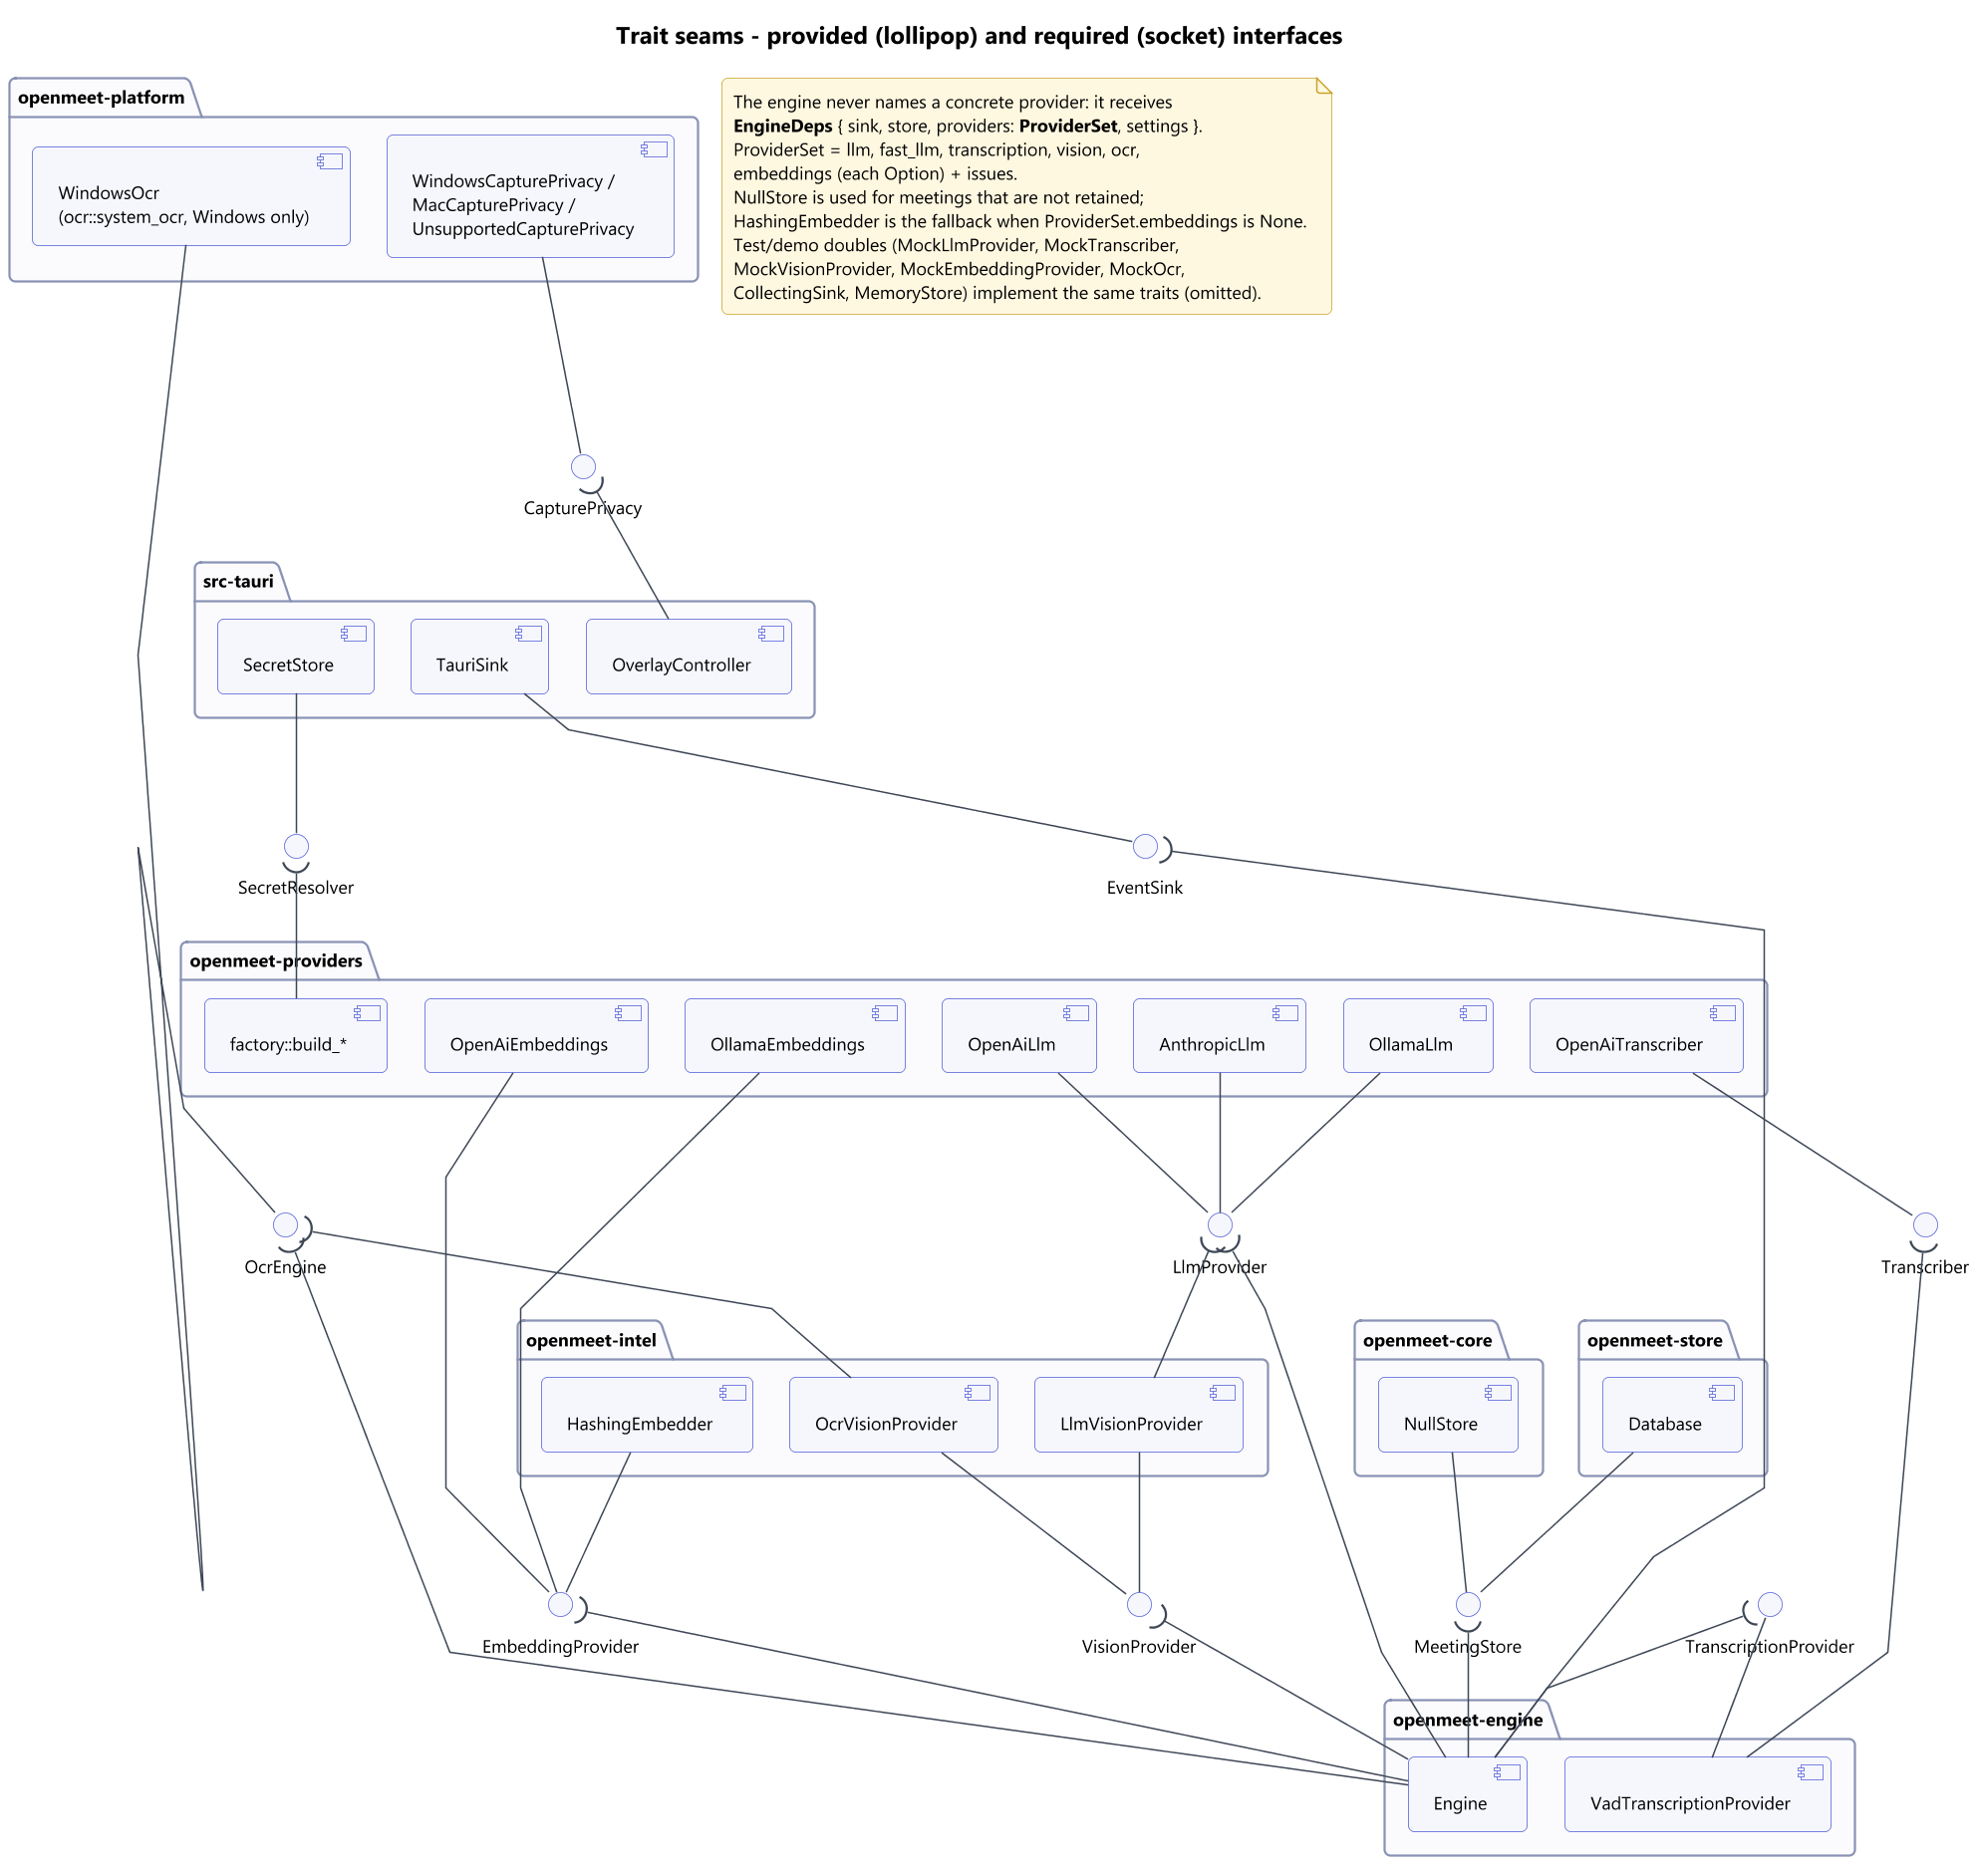 Trait seams - provided (lollipop) and required (socket) interfaces
openmeet-platform
WindowsOcr
(ocr::system_ocr, Windows only)
WindowsCapturePrivacy /
MacCapturePrivacy /
UnsupportedCapturePrivacy
The engine never names a concrete provider: it receives
EngineDeps { sink, store, providers: ProviderSet, settings }.
ProviderSet = llm, fast_llm, transcription, vision, ocr,
embeddings (each Option) + issues.
NullStore is used for meetings that are not retained;
HashingEmbedder is the fallback when ProviderSet.embeddings is None.
Test/demo doubles (MockLlmProvider, MockTranscriber,
MockVisionProvider, MockEmbeddingProvider, MockOcr,
CollectingSink, MemoryStore) implement the same traits (omitted).
CapturePrivacy
src-tauri
SecretStore
TauriSink
OverlayController
SecretResolver
EventSink
openmeet-providers
factory::build_*
OpenAiEmbeddings
OllamaEmbeddings
OpenAiLlm
AnthropicLlm
OllamaLlm
OpenAiTranscriber
OcrEngine
LlmProvider
Transcriber
openmeet-intel
HashingEmbedder
OcrVisionProvider
LlmVisionProvider
openmeet-core
NullStore
openmeet-store
Database
EmbeddingProvider
VisionProvider
MeetingStore
TranscriptionProvider
openmeet-engine
Engine
VadTranscriptionProvider